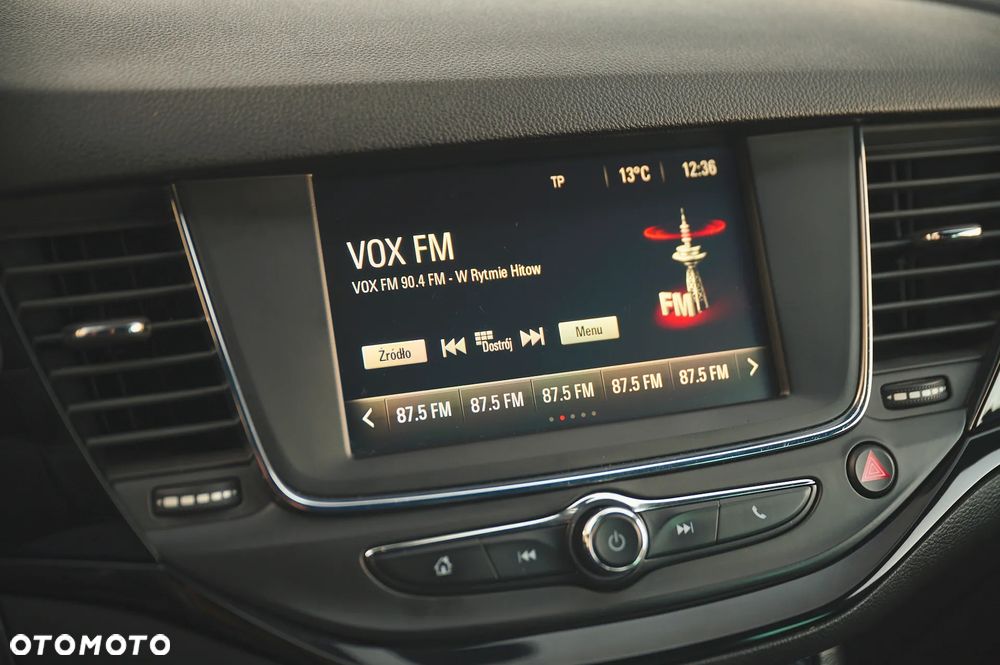 TP 13°C 12:36
VOX FM
VOX FM 90.4 FM - W Rytmie Hitow
FM
Źródło Dostrój Menu
87.5 FM 87.5 FM 87.5 FM 87.5 FM 87.5 FM
OTOMOTO